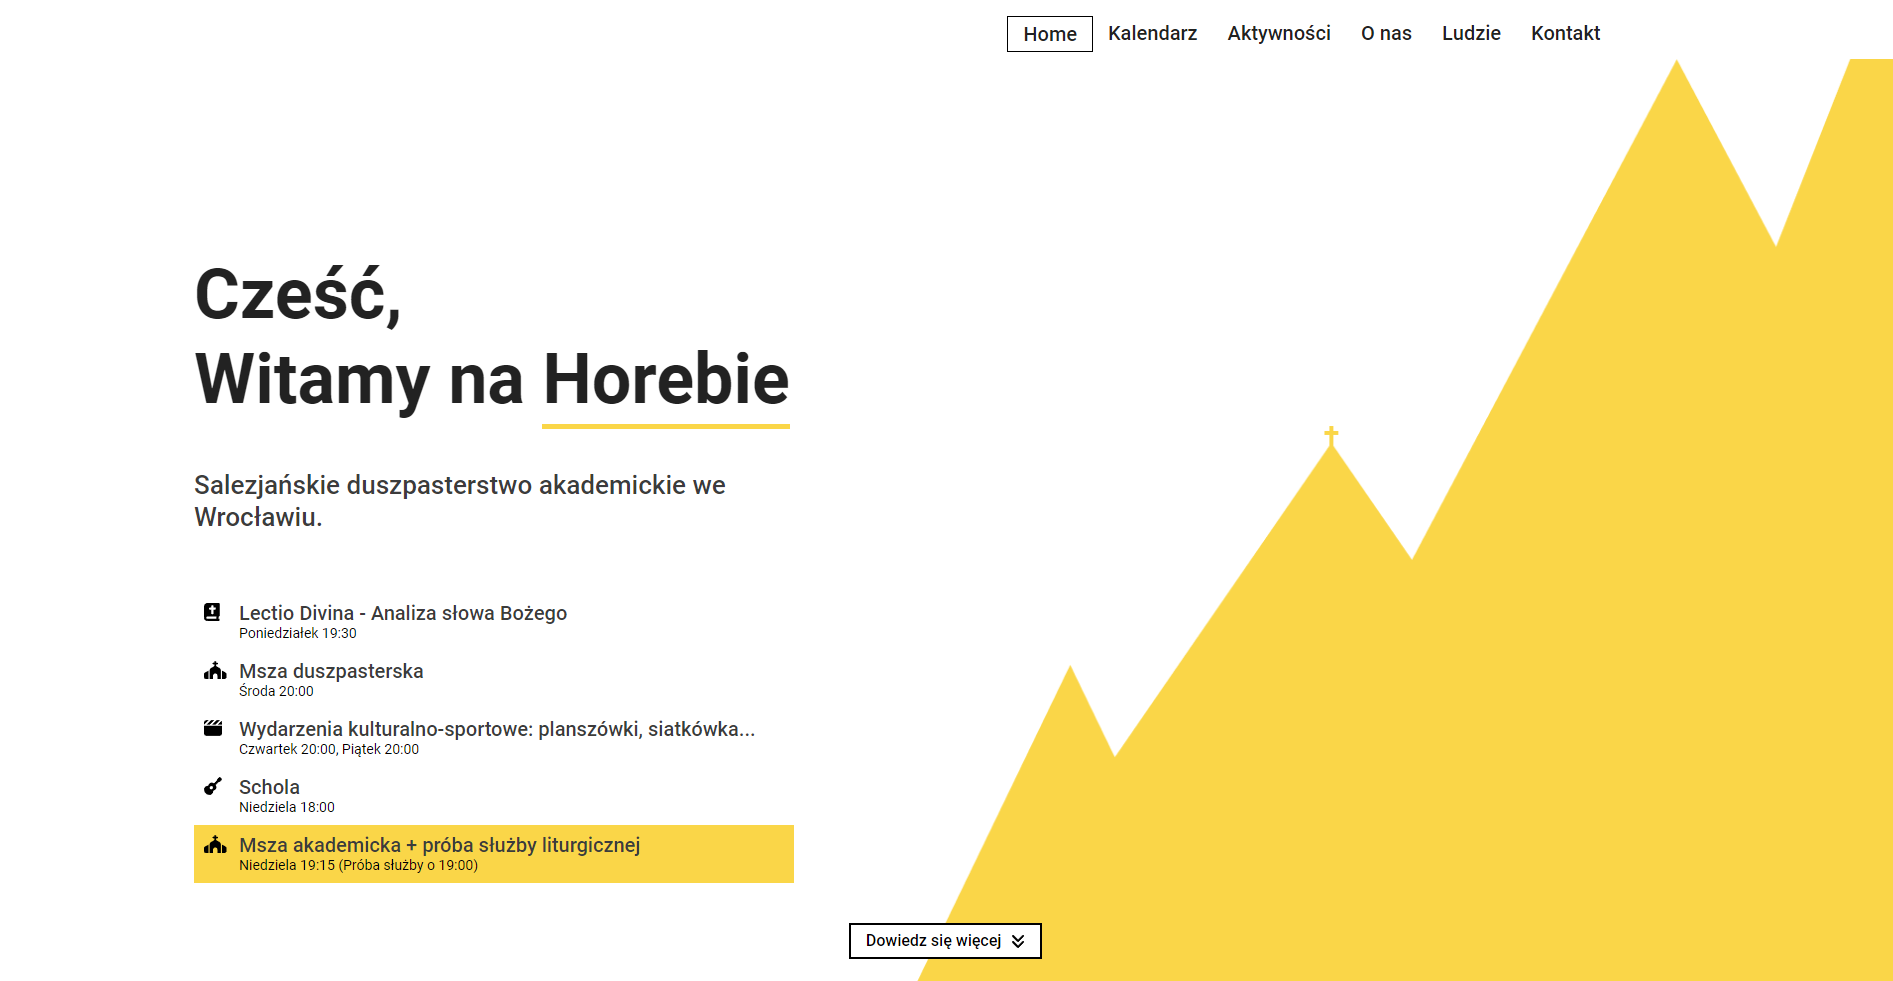 Home
Kalendarz
Aktywności
O nas
Ludzie
Kontakt
Cześć,
Witamy na Horebie
Salezjańskie duszpasterstwo akademickie we
Wrocławiu.
Lectio Divina - Analiza słowa Bożego
Poniedziałek 19:30
Msza duszpasterska
Środa 20:00
Wydarzenia kulturalno-sportowe: planszówki, siatkówka...
Czwartek 20:00, Piątek 20:00
Schola
Niedziela 18:00
Msza akademicka + próba służby liturgicznej
Niedziela 19:15 (Próba służby o 19:00)
Dowiedz się więcej